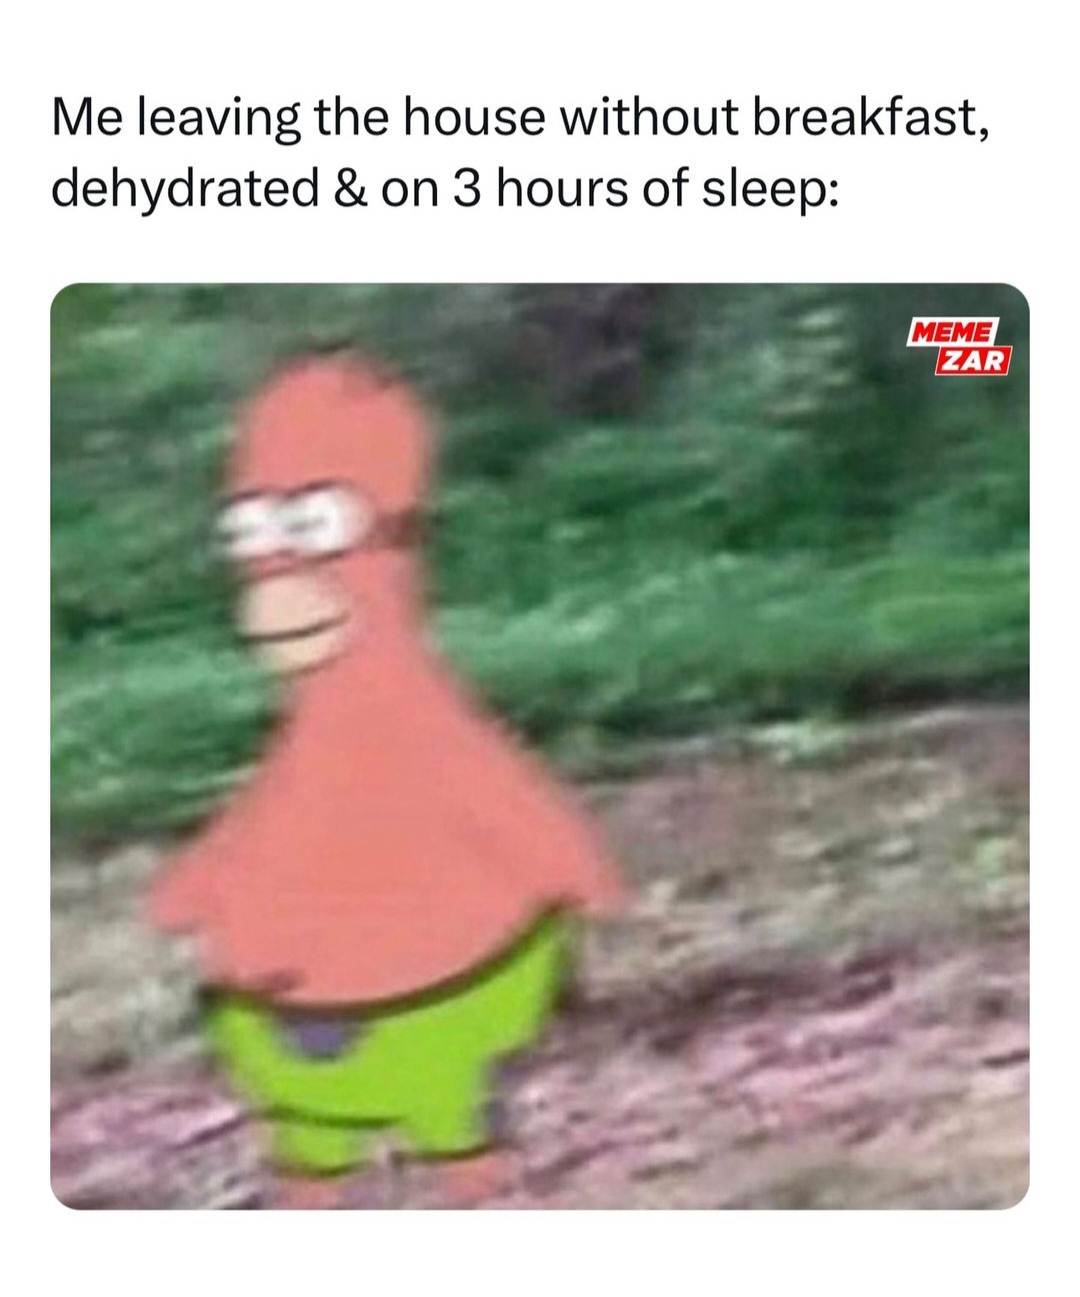 Me leaving the house without breakfast,
dehydrated & on 3 hours of sleep:
MEME
ZAR